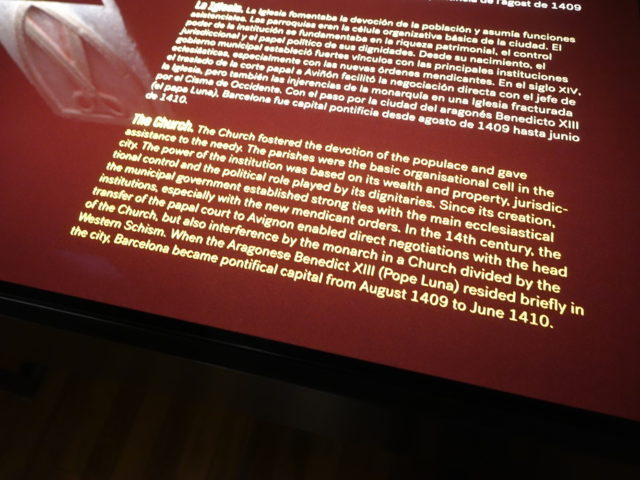 de l'agost de 1409
La Iglesia. La Iglesia fomentaba la devoción de la población y asumía funciones
asistenciales. Las parroquias eran la célula organizativa básica de la ciudad. El
poder de la institución se fundamentaba en la riqueza patrimonial, el control
jurisdiccional y el papel político de sus dignidades. Desde su nacimiento, el
gobierno municipal estableció fuertes vínculos con las principales instituciones
eclesiásticas, especialmente con las nuevas órdenes mendicantes. En el siglo XIV,
el traslado de la corte papal a Aviñón facilitó la negociación directa con el jefe de
la Iglesia, pero también las injerencias de la monarquía en una Iglesia fracturada
por el Cisma de Occidente. Con el paso por la ciudad del aragonés Benedicto XIII
(el papa Luna), Barcelona fue capital pontificia desde agosto de 1409 hasta junio
de 1410.
The Church. The Church fostered the devotion of the populace and gave
assistance to the needy. The parishes were the basic organisational cell in the
city. The power of the institution was based on its wealth and property, jurisdic-
tional control and the political role played by its dignitaries. Since its creation,
the municipal government established strong ties with the main ecclesiastical
institutions, especially with the new mendicant orders. In the 14th century, the
transfer of the papal court to Avignon enabled direct negotiations with the head
of the Church, but also interference by the monarch in a Church divided by the
Western Schism. When the Aragonese Benedict XIII (Pope Luna) resided briefly in
the city, Barcelona became pontifical capital from August 1409 to June 1410.